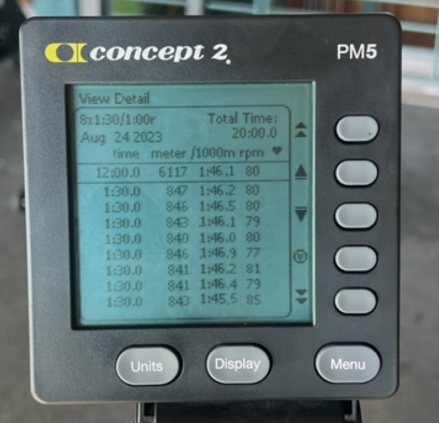 concept 2.
PM5
View Detail
8x1:30/1:00r Total Time:
Aug 24 2023 20:00.0
time meter /1000m rpm ♥
12:00.0 6117 1:46.1 80
1:30.0 847 1:46.2 80
1:30.0 846 1:46.5 80
1:30.0 843 1:46.1 79
1:30.0 840 1:46.0 80
1:30.0 846 1:46.9 77
1:30.0 841 1:46.2 81
1:30.0 841 1:46.4 79
1:30.0 843 1:45.5 85
Units
Display
Menu